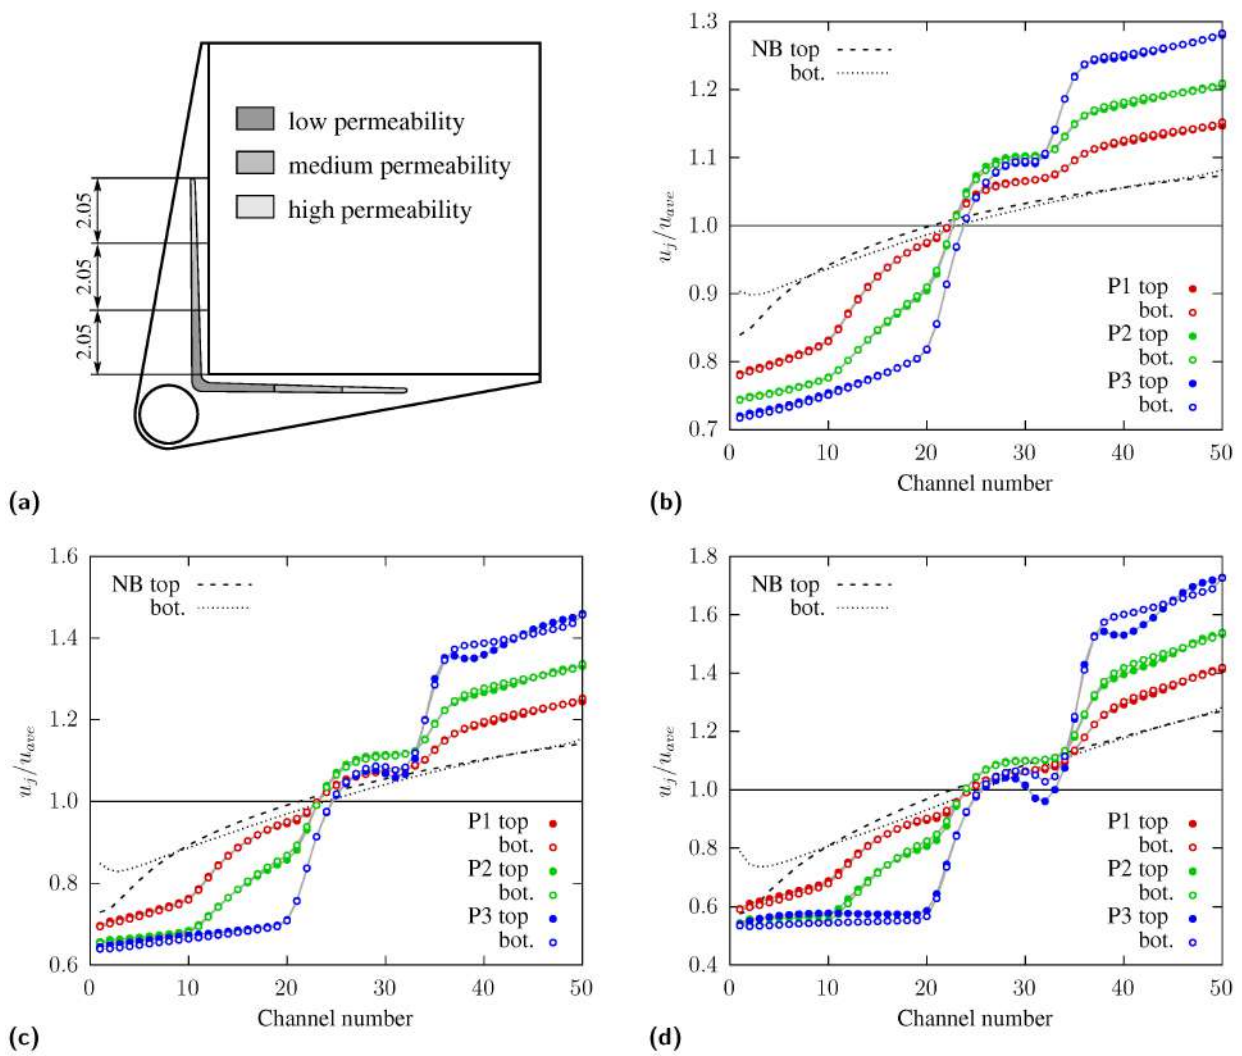 low permeability
medium permeability
high permeability
2.05
2.05
2.05
(a)
1.3
1.2
1.1
1.0
0.9
0.8
0.7
u_j/u_{ave}
NB top
bot.
P1 top
bot.
P2 top
bot.
P3 top
bot.
0 10 20 30 40 50
Channel number
(b)
1.6
1.4
1.2
1.0
0.8
0.6
u_j/u_{ave}
NB top
bot.
P1 top
bot.
P2 top
bot.
P3 top
bot.
0 10 20 30 40 50
Channel number
(c)
1.8
1.6
1.4
1.2
1.0
0.8
0.6
0.4
u_j/u_{ave}
NB top
bot.
P1 top
bot.
P2 top
bot.
P3 top
bot.
0 10 20 30 40 50
Channel number
(d)